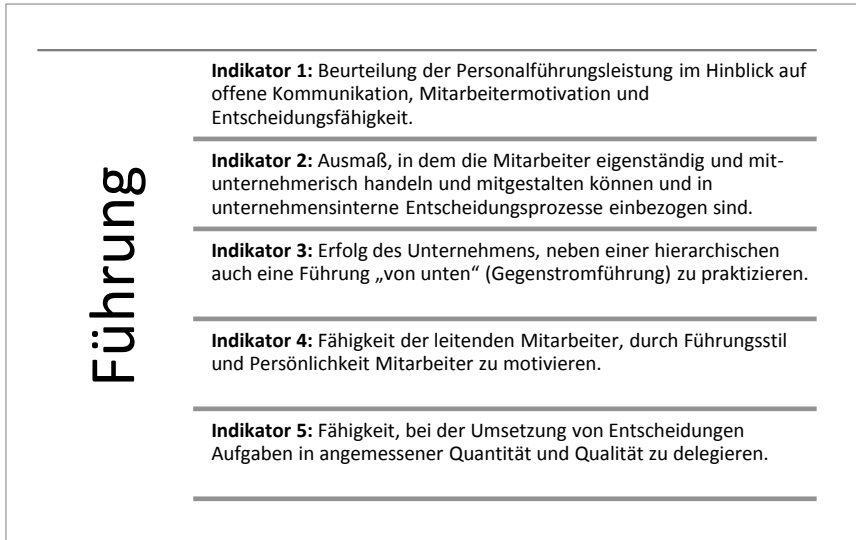 Führung
Indikator 1: Beurteilung der Personalführungsleistung im Hinblick auf
offene Kommunikation, Mitarbeitermotivation und
Entscheidungsfähigkeit.
Indikator 2: Ausmaß, in dem die Mitarbeiter eigenständig und mit-
unternehmerisch handeln und mitgestalten können und in
unternehmensinterne Entscheidungsprozesse einbezogen sind.
Indikator 3: Erfolg des Unternehmens, neben einer hierarchischen
auch eine Führung „von unten“ (Gegenstromführung) zu praktizieren.
Indikator 4: Fähigkeit der leitenden Mitarbeiter, durch Führungsstil
und Persönlichkeit Mitarbeiter zu motivieren.
Indikator 5: Fähigkeit, bei der Umsetzung von Entscheidungen
Aufgaben in angemessener Quantität und Qualität zu delegieren.